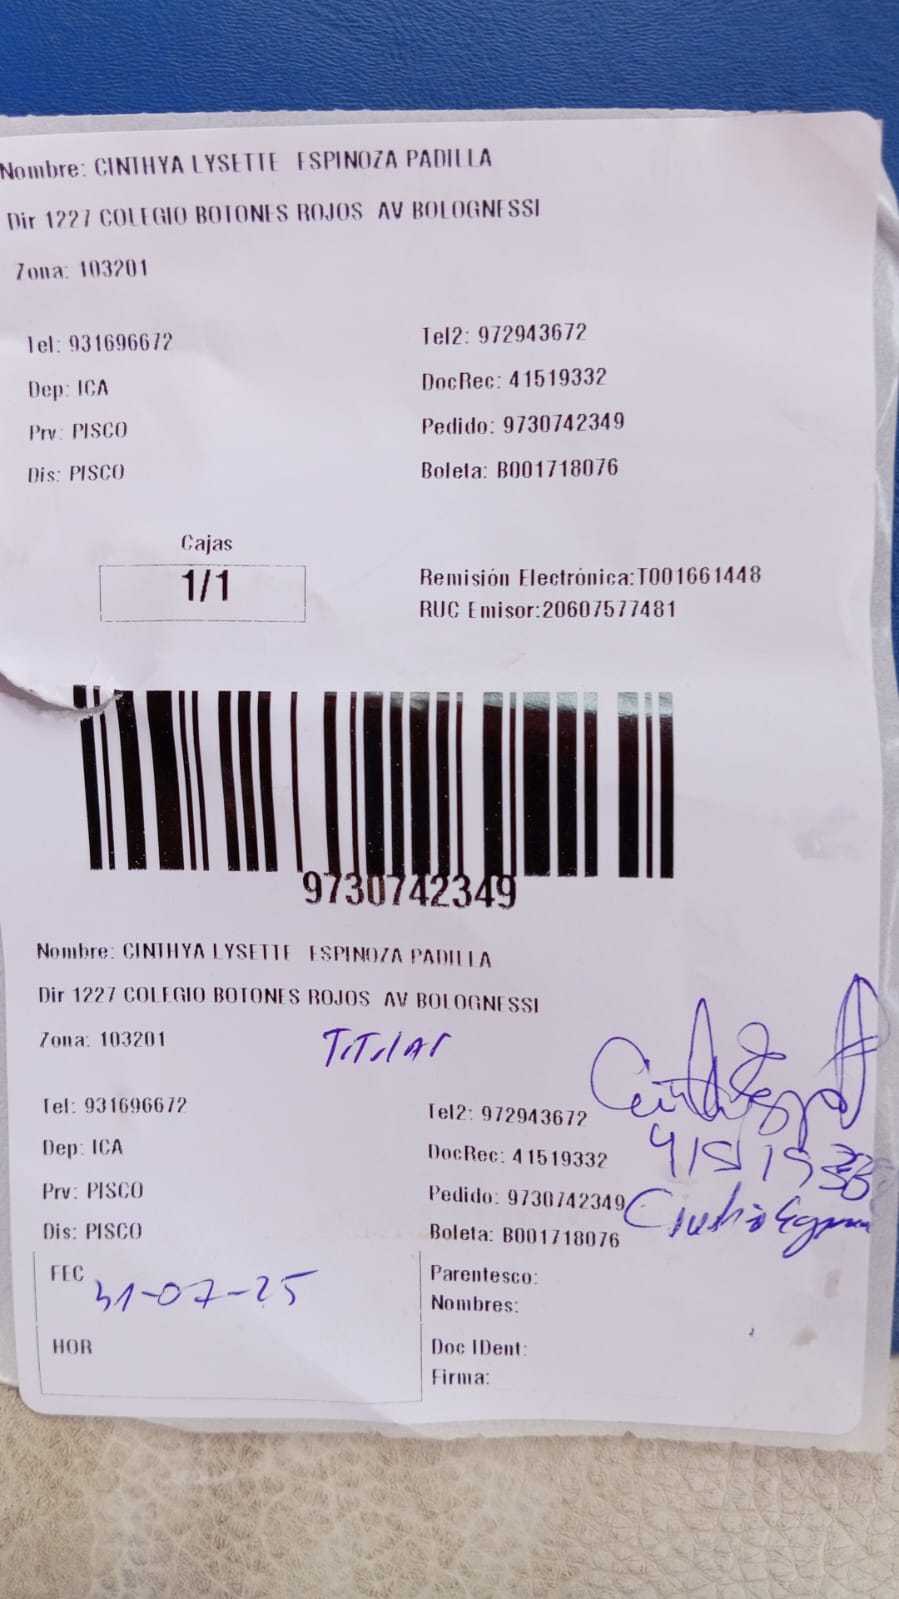 Nombre: CINTHYA LYSETTE ESPINOZA PADILLA
Dir 1227 COLEGIO BOTONES ROJOS AV BOLOGNESSI
Zona: 103201
Tel: 931696672 Tel2: 972943672
Dep: ICA DocRec: 41519332
Prv: PISCO Pedido: 9730742349
Dis: PISCO Boleta: B001718076
Cajas
1/1
Remisión Electrónica:T001661448
RUC Emisor:20607577481
9730742349
Nombre: CINTHYA LYSETTE ESPINOZA PADILLA
Dir 1227 COLEGIO BOTONES ROJOS AV BOLOGNESSI
Zona: 103201 Titular
Tel: 931696672 Tel2: 972943672
Dep: ICA DocRec: 41519332
Prv: PISCO Pedido: 9730742349
Dis: PISCO Boleta: B001718076
FEC 31-07-25 Parentesco:
Nombres:
HOR Doc IDent:
Firma: